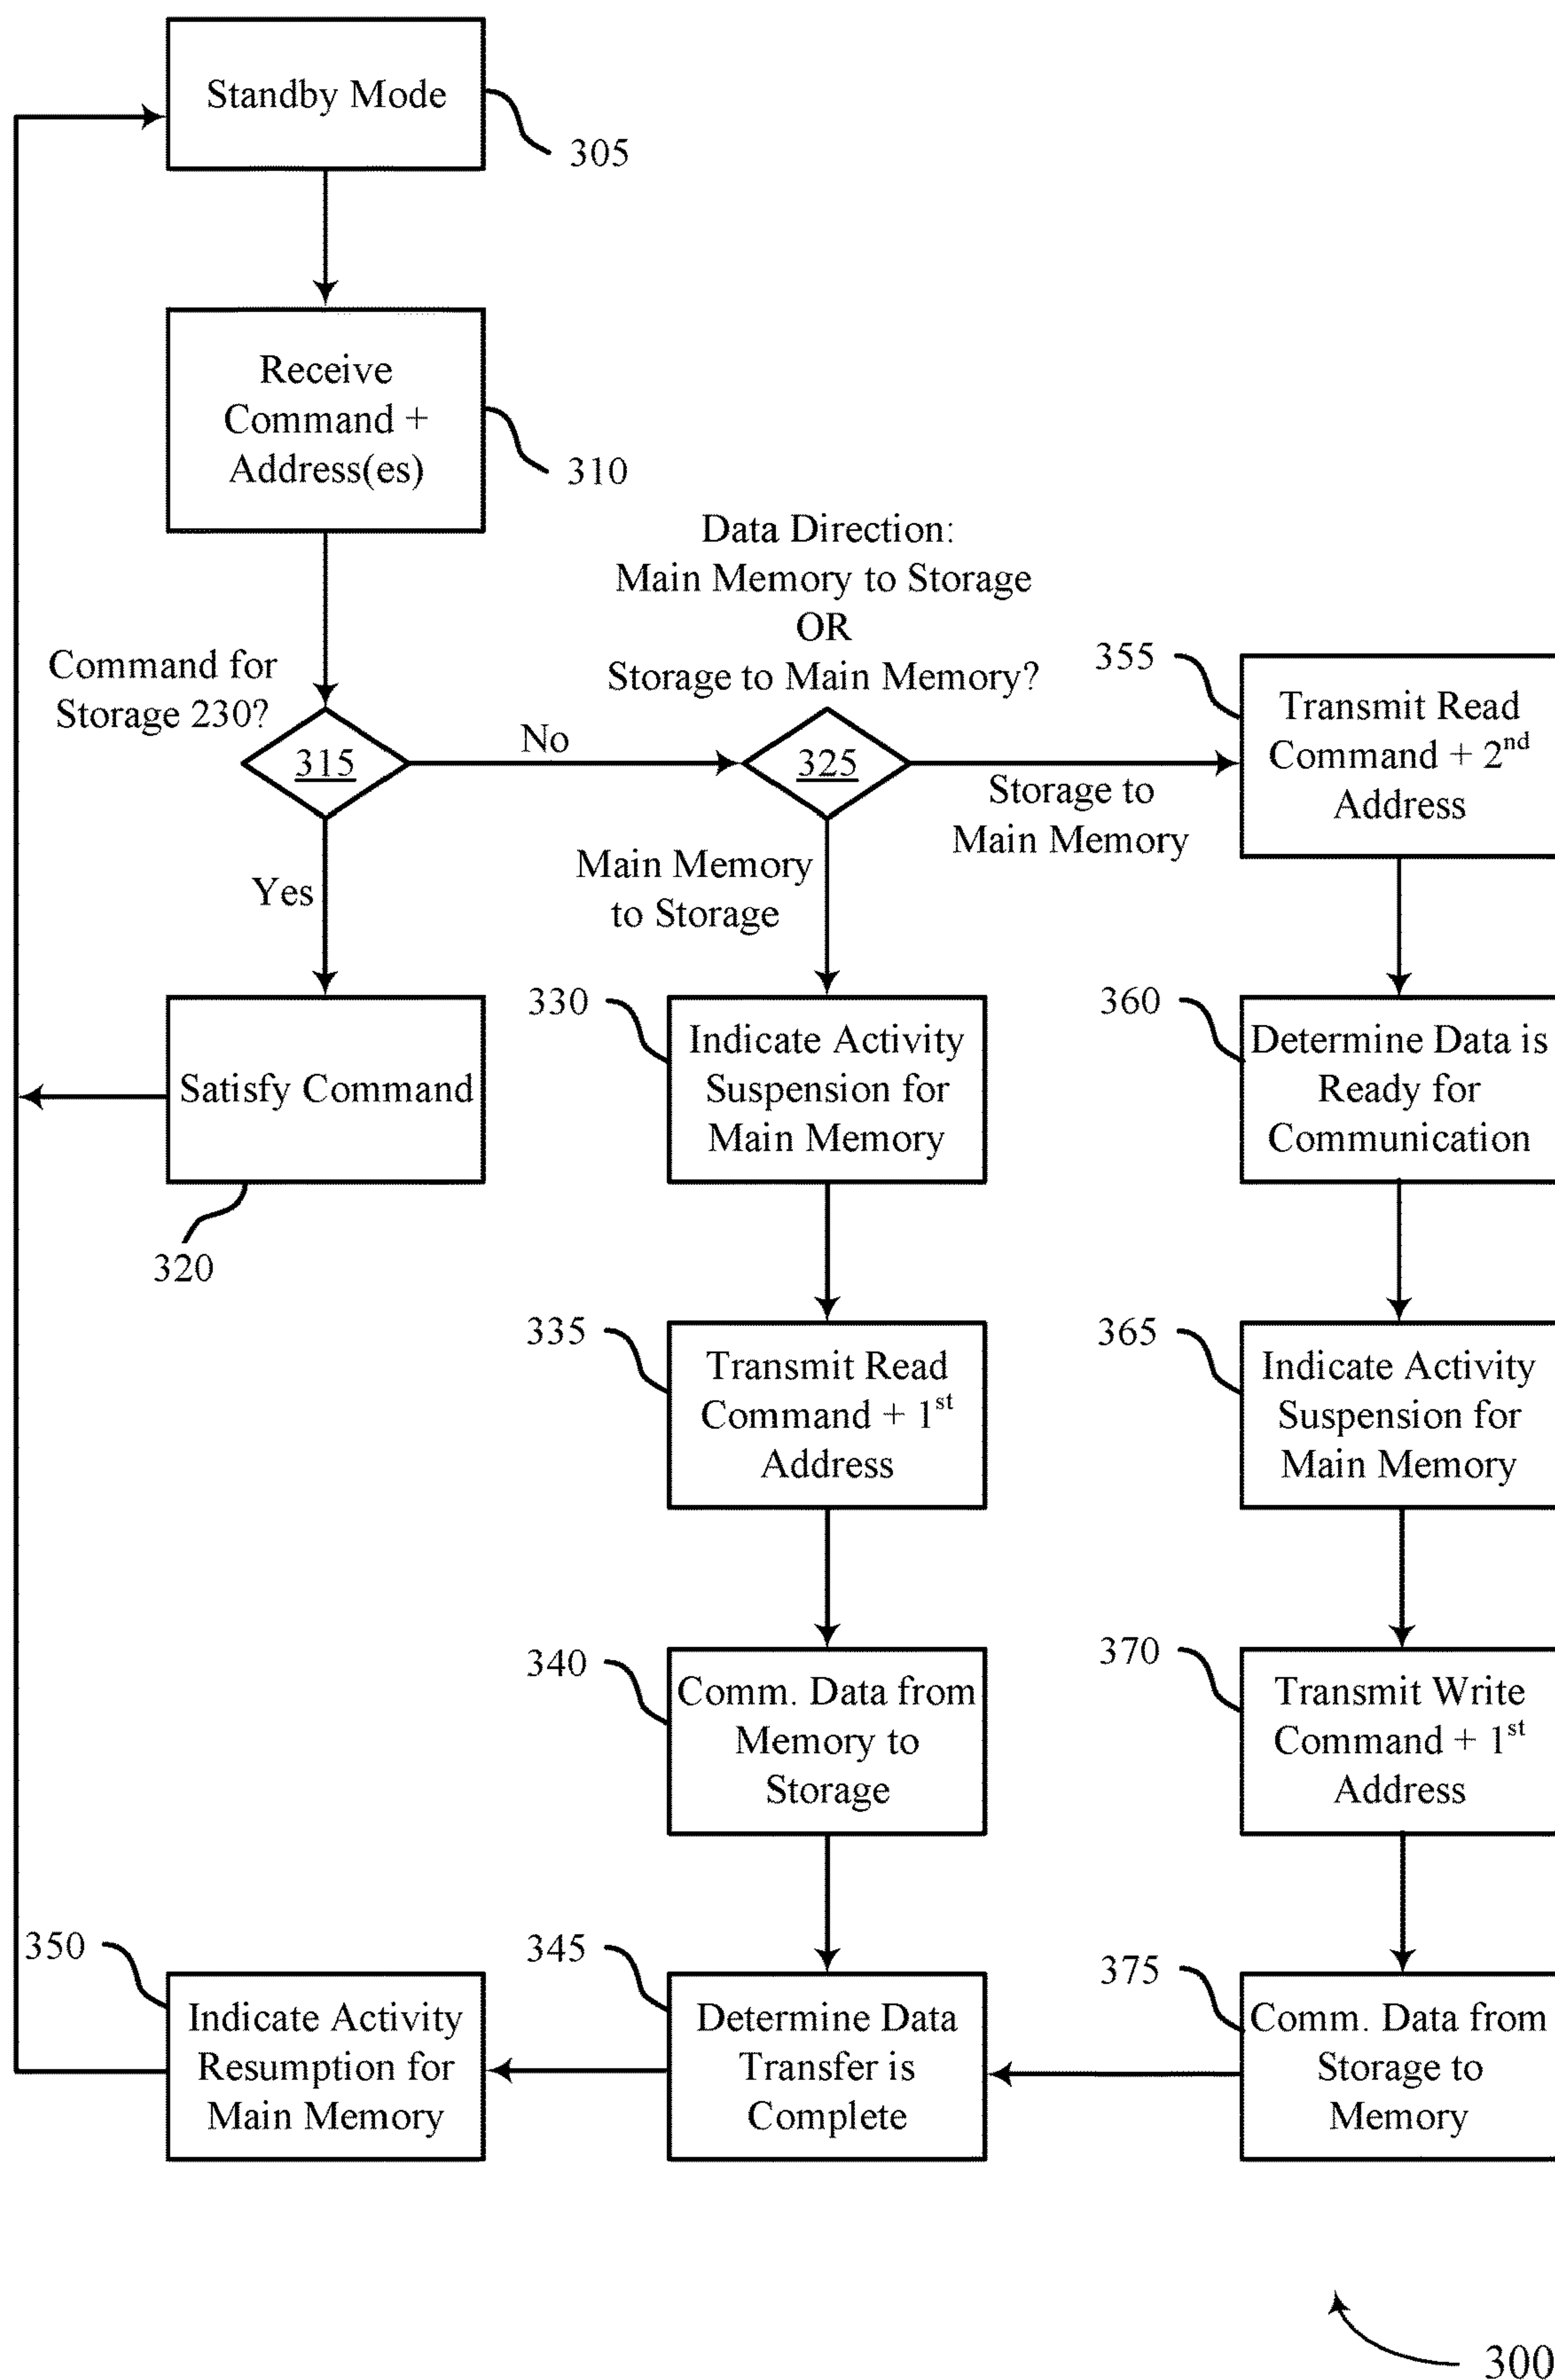 Standby Mode
305
Receive
Command +
Address(es)
310
Data Direction:
Main Memory to Storage
OR
Storage to Main Memory?
Command for
Storage 230?
315
No
325
Storage to
Main Memory
355
Transmit Read
Command + 2nd
Address
Yes
Main Memory
to Storage
Satisfy Command
320
330
Indicate Activity
Suspension for
Main Memory
360
Determine Data is
Ready for
Communication
335
Transmit Read
Command + 1st
Address
365
Indicate Activity
Suspension for
Main Memory
340
Comm. Data from
Memory to
Storage
370
Transmit Write
Command + 1st
Address
350
Indicate Activity
Resumption for
Main Memory
345
Determine Data
Transfer is
Complete
375
Comm. Data from
Storage to
Memory
300